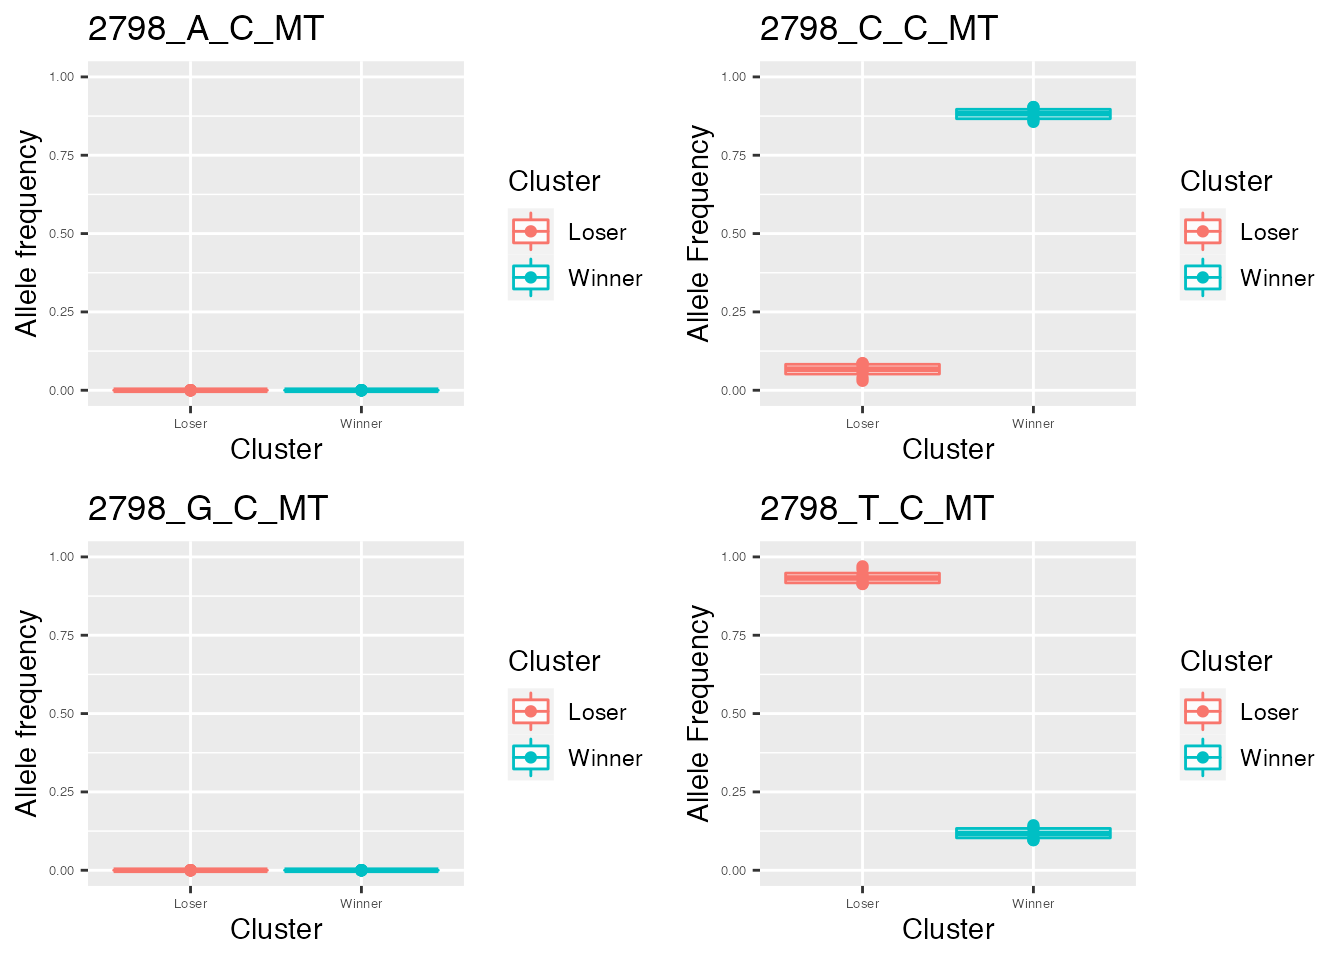 2798_A_C_MT
Allele frequency
1.00
0.75
0.50
0.25
0.00
Loser
Winner
Cluster
Cluster
Loser
Winner
2798_C_C_MT
Allele Frequency
1.00
0.75
0.50
0.25
0.00
Loser
Winner
Cluster
Cluster
Loser
Winner
2798_G_C_MT
Allele frequency
1.00
0.75
0.50
0.25
0.00
Loser
Winner
Cluster
Cluster
Loser
Winner
2798_T_C_MT
Allele Frequency
1.00
0.75
0.50
0.25
0.00
Loser
Winner
Cluster
Cluster
Loser
Winner